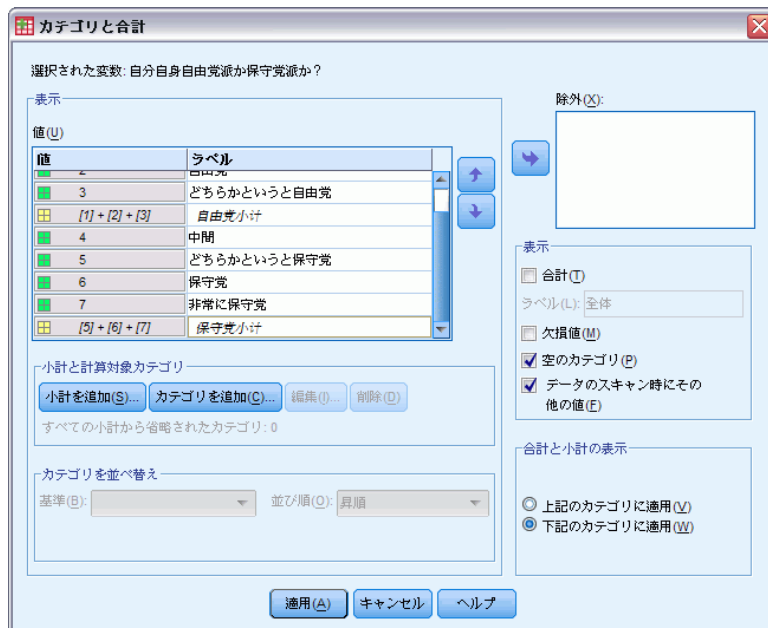 カテゴリと合計
選択された変数: 自分自身自由党派か保守党派か？
表示
値(U)
値 ラベル
2 自由党
3 どちらかというと自由党
[1] + [2] + [3] 自由党小計
4 中間
5 どちらかというと保守党
6 保守党
7 非常に保守党
[5] + [6] + [7] 保守党小計
小計と計算対象カテゴリ
小計を追加(S)... カテゴリを追加(C)... 編集(I)... 削除(D)
すべての小計から省略されたカテゴリ: 0
カテゴリを並べ替え
基準(B): 並び順(O): 昇順
除外(X):
表示
合計(T)
ラベル(L): 全体
欠損値(M)
空のカテゴリ(P)
データのスキャン時にその
他の値(F)
合計と小計の表示
上記のカテゴリに適用(V)
下記のカテゴリに適用(W)
適用(A) キャンセル ヘルプ